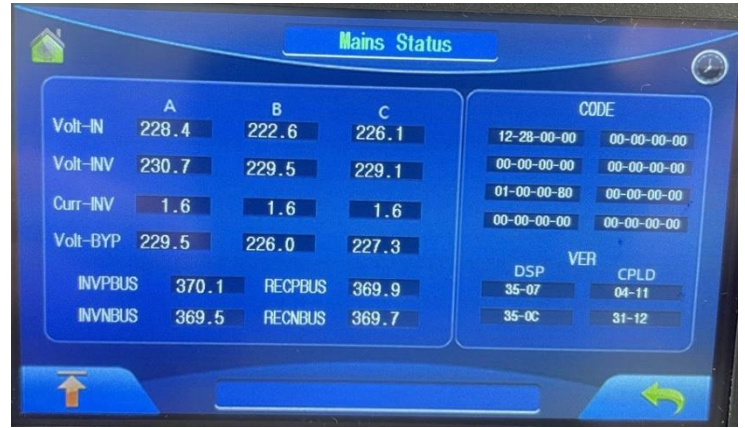 Mains Status
A B C
Volt-IN 228.4 222.6 226.1
Volt-INV 230.7 229.5 229.1
Curr-INV 1.6 1.6 1.6
Volt-BYP 229.5 226.0 227.3
INVPBUS 370.1 RECPBUS 369.9
INVNBUS 369.5 RECNBUS 369.7
CODE
12-28-00-00 00-00-00-00
00-00-00-00 00-00-00-00
01-00-00-80 00-00-00-00
00-00-00-00 00-00-00-00
VER
DSP CPLD
35-07 04-11
35-0C 31-12